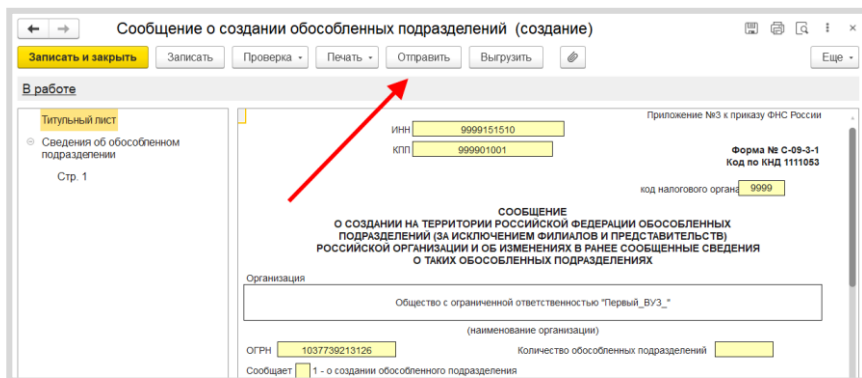 Сообщение о создании обособленных подразделений (создание)
Записать и закрыть Записать Проверка Печать Отправить Выгрузить Еще
В работе
Титульный лист
Сведения об обособленном
подразделении
Стр. 1
Приложение №3 к приказу ФНС России
ИНН 9999151510
КПП 999901001
Форма № С-09-3-1
Код по КНД 1111053
код налогового органа 9999
СООБЩЕНИЕ
О СОЗДАНИИ НА ТЕРРИТОРИИ РОССИЙСКОЙ ФЕДЕРАЦИИ ОБОСОБЛЕННЫХ
ПОДРАЗДЕЛЕНИЙ (ЗА ИСКЛЮЧЕНИЕМ ФИЛИАЛОВ И ПРЕДСТАВИТЕЛЬСТВ)
РОССИЙСКОЙ ОРГАНИЗАЦИИ И ОБ ИЗМЕНЕНИЯХ В РАНЕЕ СООБЩЕННЫЕ СВЕДЕНИЯ
О ТАКИХ ОБОСОБЛЕННЫХ ПОДРАЗДЕЛЕНИЯХ
Организация
Общество с ограниченной ответственностью "Первый_ВУЗ_"
(наименование организации)
ОГРН 1037739213126 Количество обособленных подразделений
Сообщает 1 - о создании обособленного подразделения